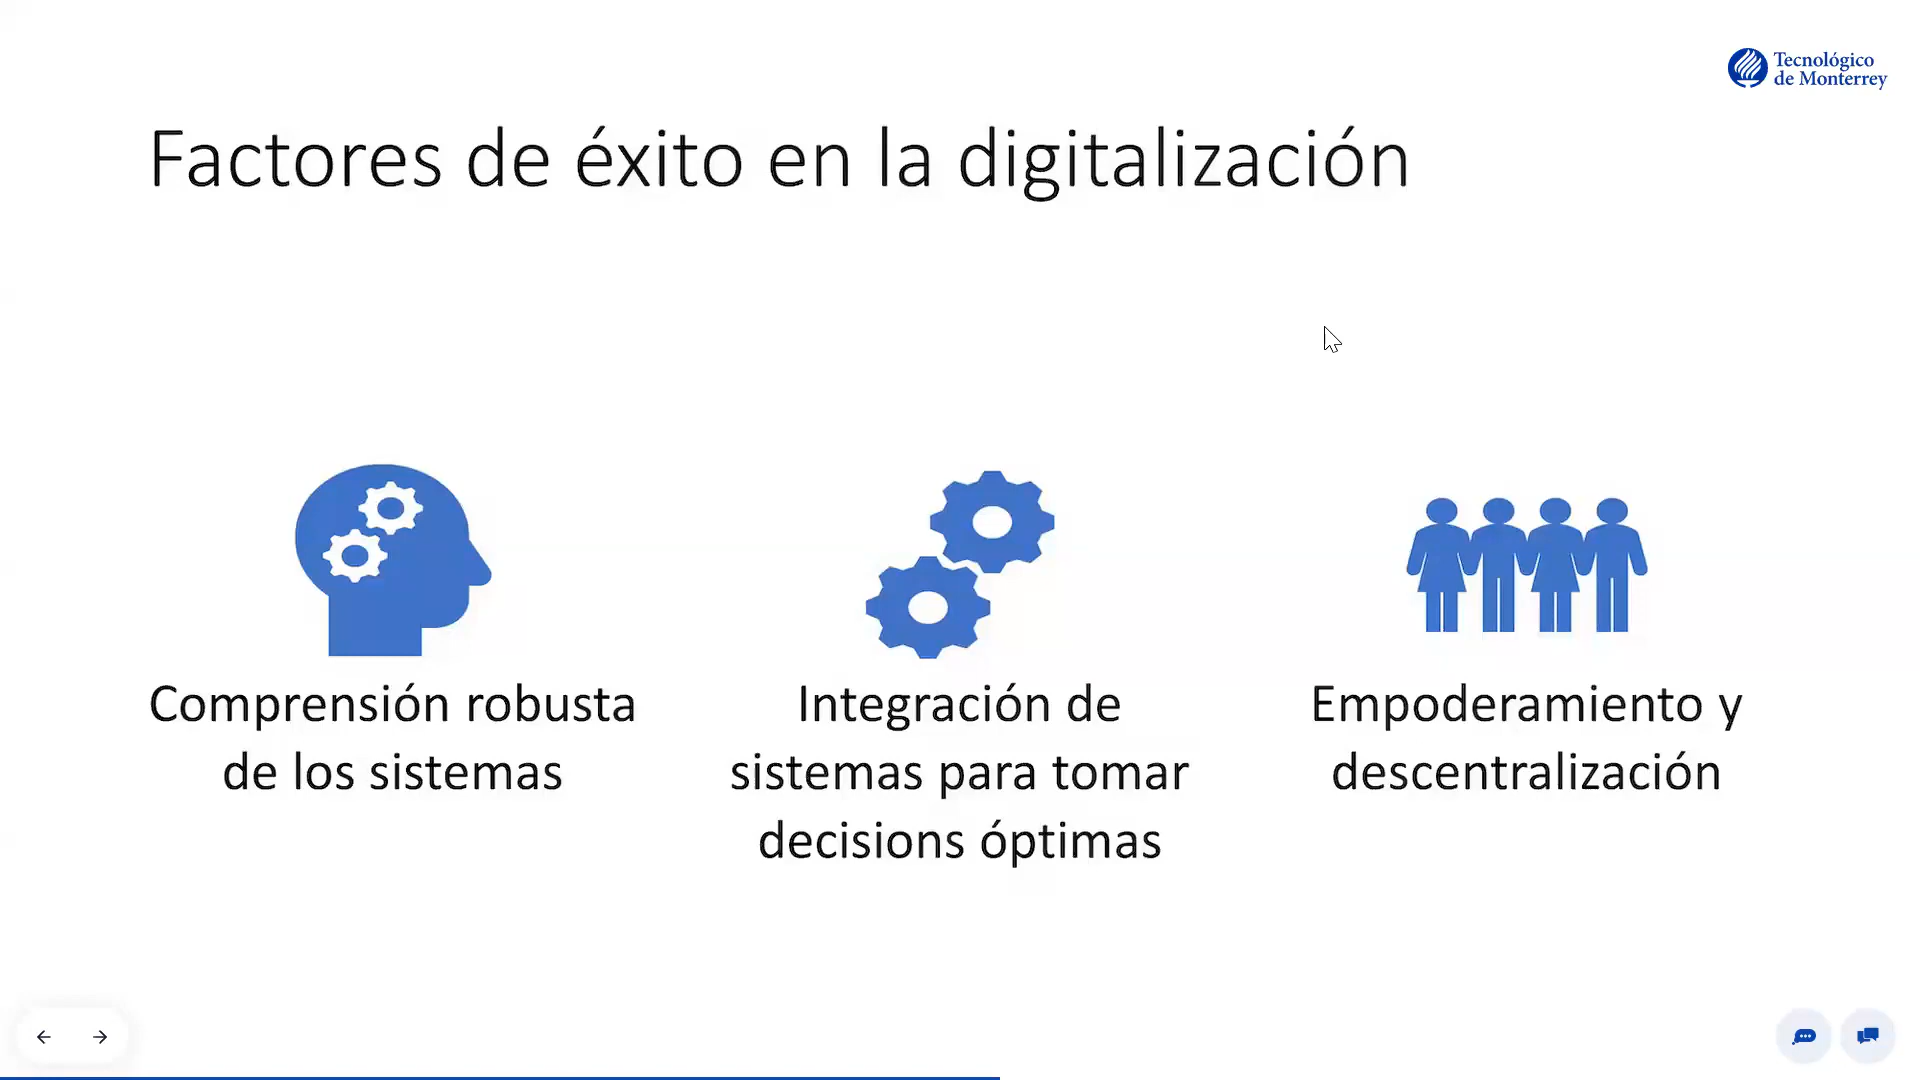 Tecnológico
de Monterrey
Factores de éxito en la digitalización
Comprensión robusta
de los sistemas
Integración de
sistemas para tomar
decisions óptimas
Empoderamiento y
descentralización